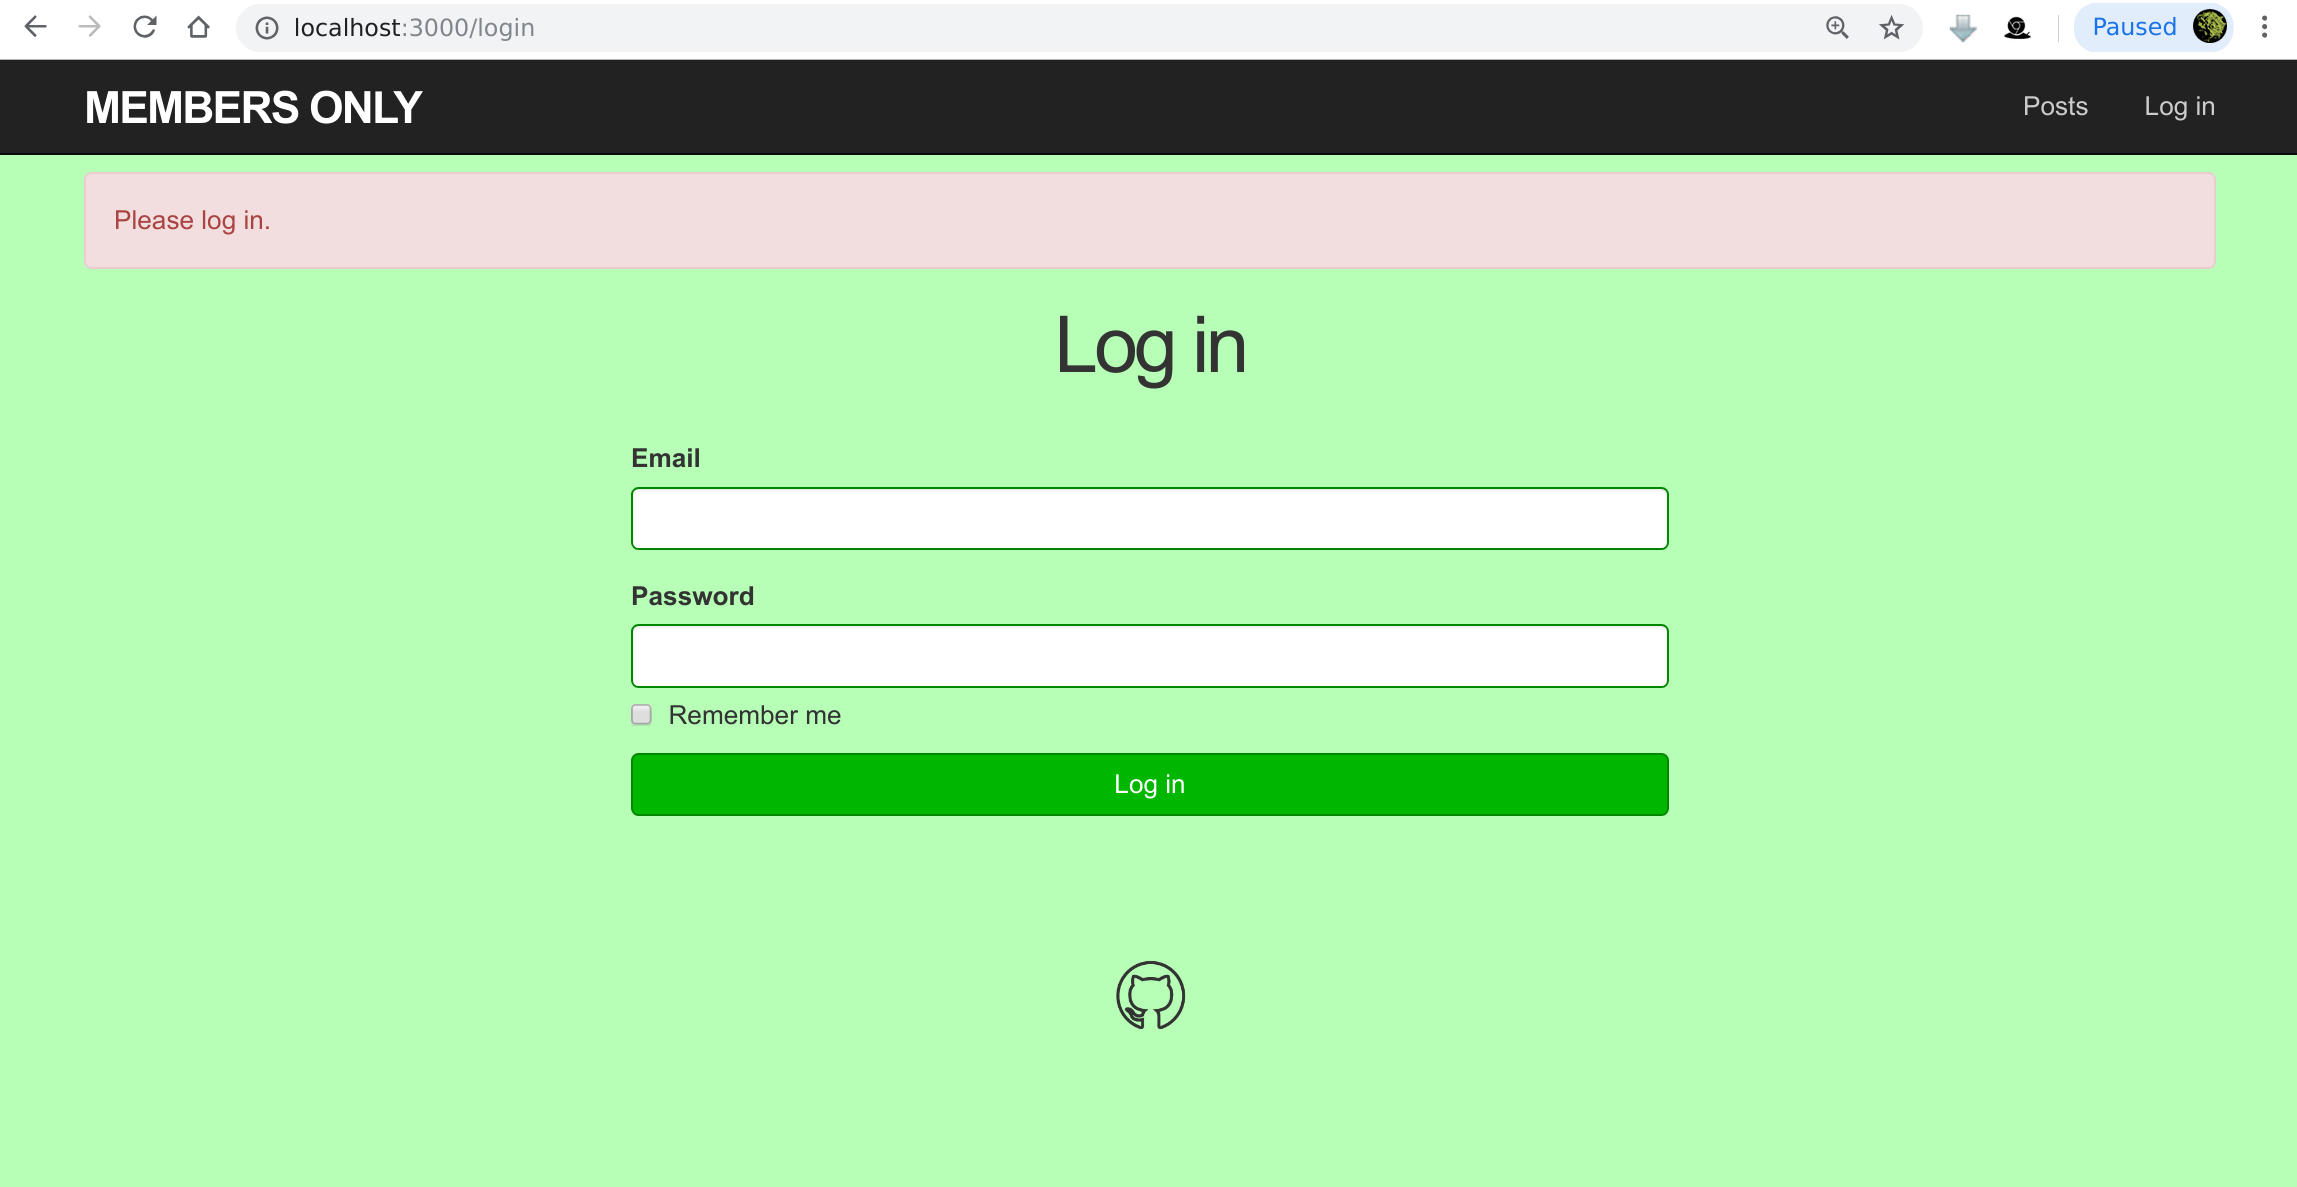 localhost:3000/login
Paused
MEMBERS ONLY
Posts
Log in
Please log in.
Log in
Email
Password
Remember me
Log in